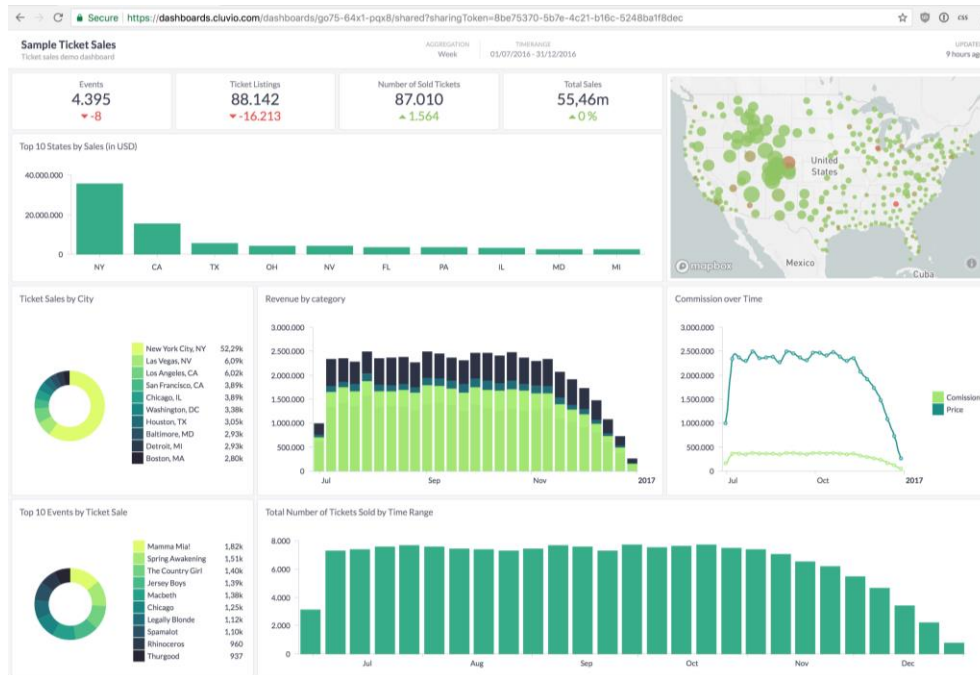 Secure https://dashboards.cluvio.com/dashboards/go75-64x1-pqx8/shared?sharingToken=8be75370-5b7e-4c21-b16c-5248ba1f8dec
css
Sample Ticket Sales
Ticket sales demo dashboard
AGGREGATION
Week
TIMERANGE
01/07/2016 - 31/12/2016
UPDATE
9 hours ag
Events
4.395
-8
Ticket Listings
88.142
-16.213
Number of Sold Tickets
87.010
1.564
Total Sales
55,46m
0 %
Top 10 States by Sales (in USD)
40.000.000
20.000.000
0
NY CA TX OH NV FL PA IL MD MI
United
States
Mexico
Cuba
mapbox
Ticket Sales by City
New York City, NY 52,29k
Las Vegas, NV 6,09k
Los Angeles, CA 6,02k
San Francisco, CA 3,89k
Chicago, IL 3,89k
Washington, DC 3,38k
Houston, TX 3,05k
Baltimore, MD 2,93k
Detroit, MI 2,93k
Boston, MA 2,80k
Revenue by category
3.000.000
2.500.000
2.000.000
1.500.000
1.000.000
500.000
0
Jul Sep Nov 2017
Commission over Time
3.000.000
2.500.000
2.000.000
1.500.000
1.000.000
500.000
0
Jul Oct 2017
Comission
Price
Top 10 Events by Ticket Sale
Mamma Mia! 1,82k
Spring Awakening 1,51k
The Country Girl 1,40k
Jersey Boys 1,39k
Macbeth 1,38k
Chicago 1,25k
Legally Blonde 1,12k
Spamalot 1,10k
Rhinoceros 960
Thurgood 937
Total Number of Tickets Sold by Time Range
8.000
6.000
4.000
2.000
0
Jul Aug Sep Oct Nov Dec